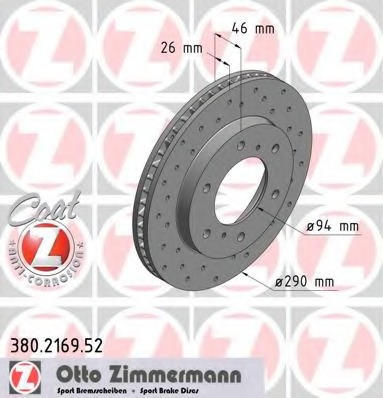 46 mm
26 mm
ø94 mm
ø290 mm
Coat
Z
ANTI-CORROSION
380.2169.52
Z
Otto Zimmermann
Sport Bremsscheiben • Sport Brake Discs